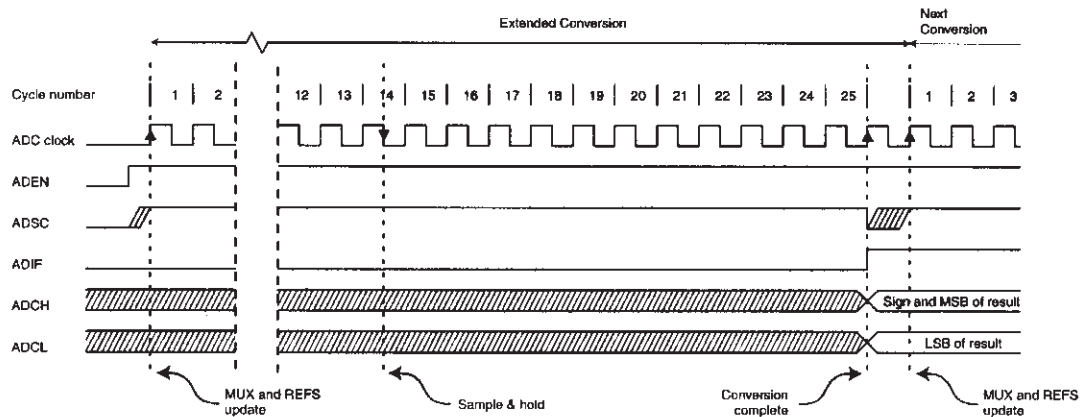 Extended Conversion
Next
Conversion
Cycle number 1 2 12 13 14 15 16 17 18 19 20 21 22 23 24 25 1 2 3
ADC clock
ADEN
ADSC
ADIF
ADCH Sign and MSB of result
ADCL LSB of result
MUX and REFS
update
Sample & hold
Conversion
complete
MUX and REFS
update